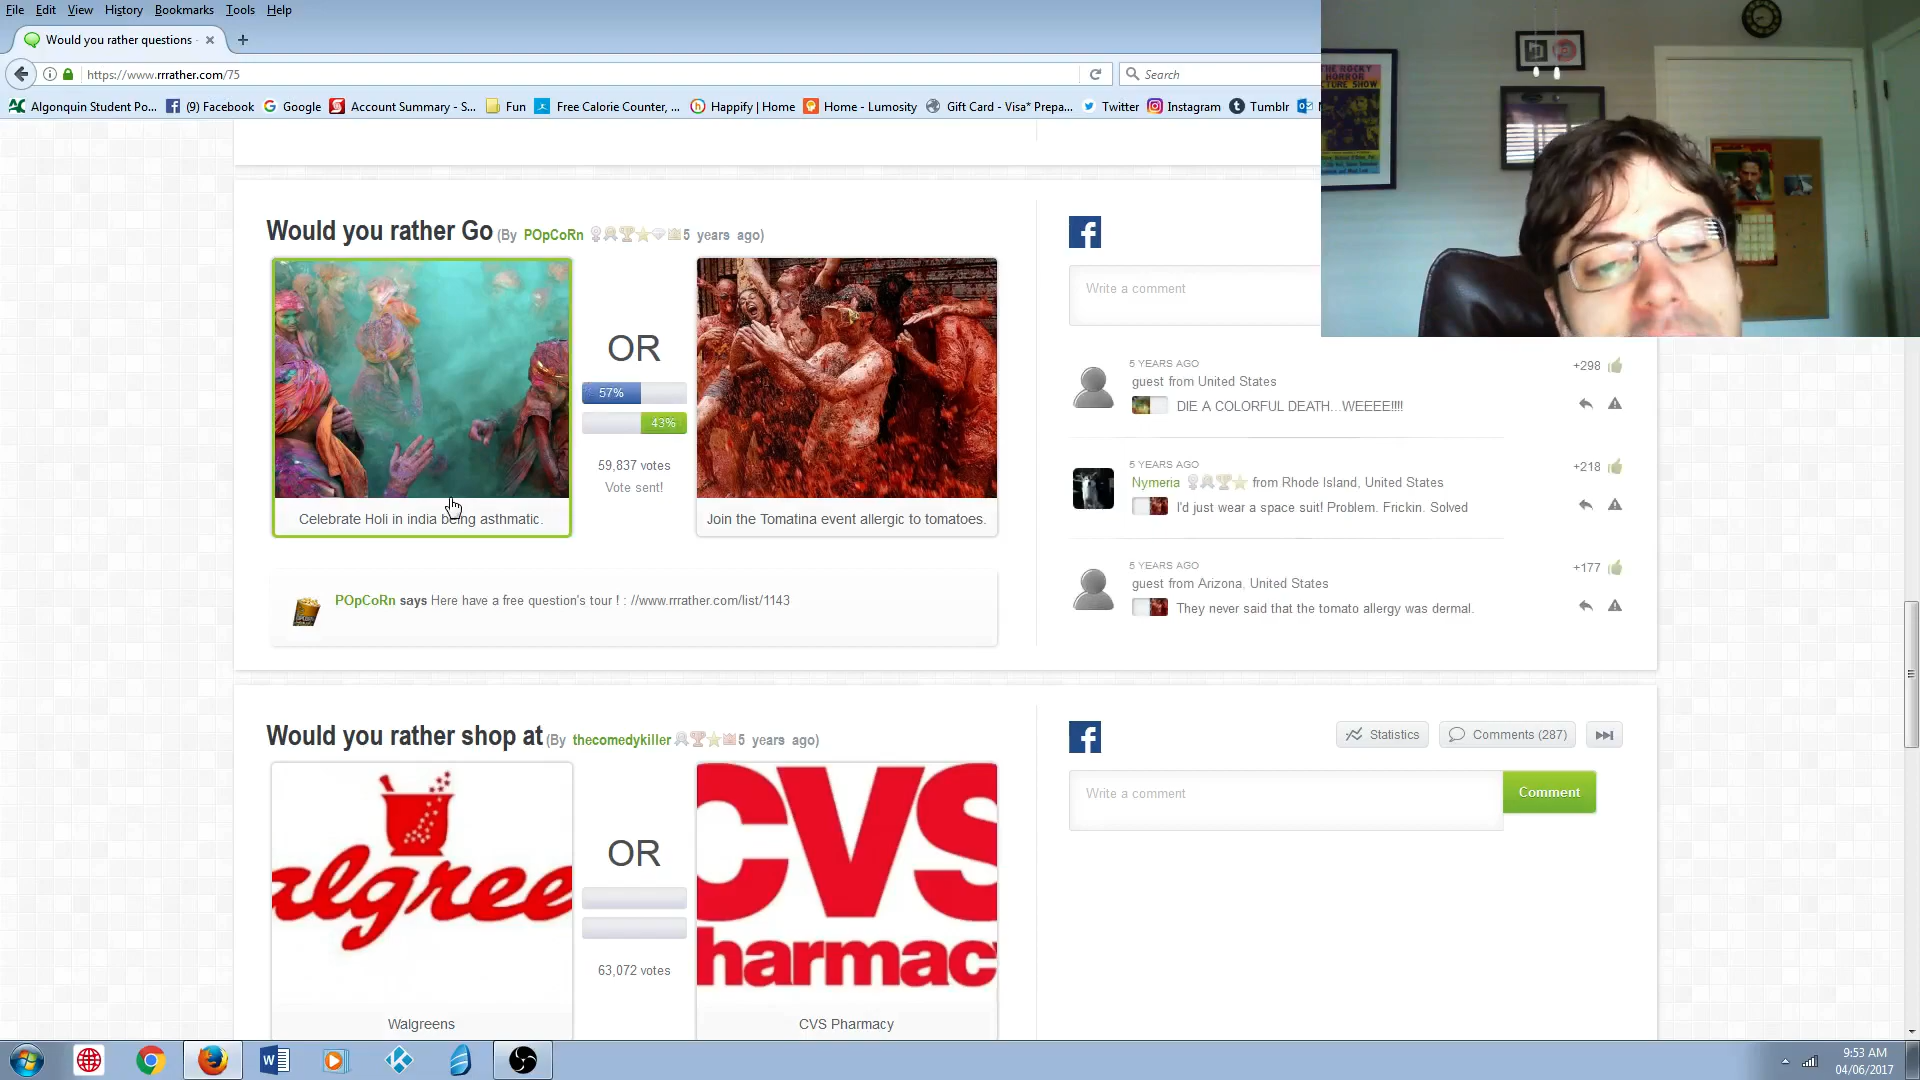 File Edit View History Bookmarks Tools Help
Would you rather questions -
https://www.rrrather.com/75
Search
Algonquin Student Po...
(9) Facebook
Google
Account Summary - S...
Fun
Free Calorie Counter, ...
Happify | Home
Home - Lumosity
Gift Card - Visa* Prepa...
Twitter
Instagram
Tumblr
THE ROCKY
HORROR
PICTURE SHOW
Would you rather Go (By POpCoRn 5 years ago)
OR
57%
43%
59,837 votes
Vote sent!
Celebrate Holi in india being asthmatic.
Join the Tomatina event allergic to tomatoes.
POpCoRn says Here have a free question's tour ! : //www.rrrather.com/list/1143
Write a comment
5 YEARS AGO
guest from United States
DIE A COLORFUL DEATH...WEEEE!!!!
+298
5 YEARS AGO
Nymeria from Rhode Island, United States
I'd just wear a space suit! Problem. Frickin. Solved
+218
5 YEARS AGO
guest from Arizona, United States
They never said that the tomato allergy was dermal.
+177
Would you rather shop at (By thecomedykiller 5 years ago)
algree
OR
CVS
harmac
63,072 votes
Walgreens
CVS Pharmacy
Statistics
Comments (287)
Write a comment
Comment
9:53 AM
04/06/2017